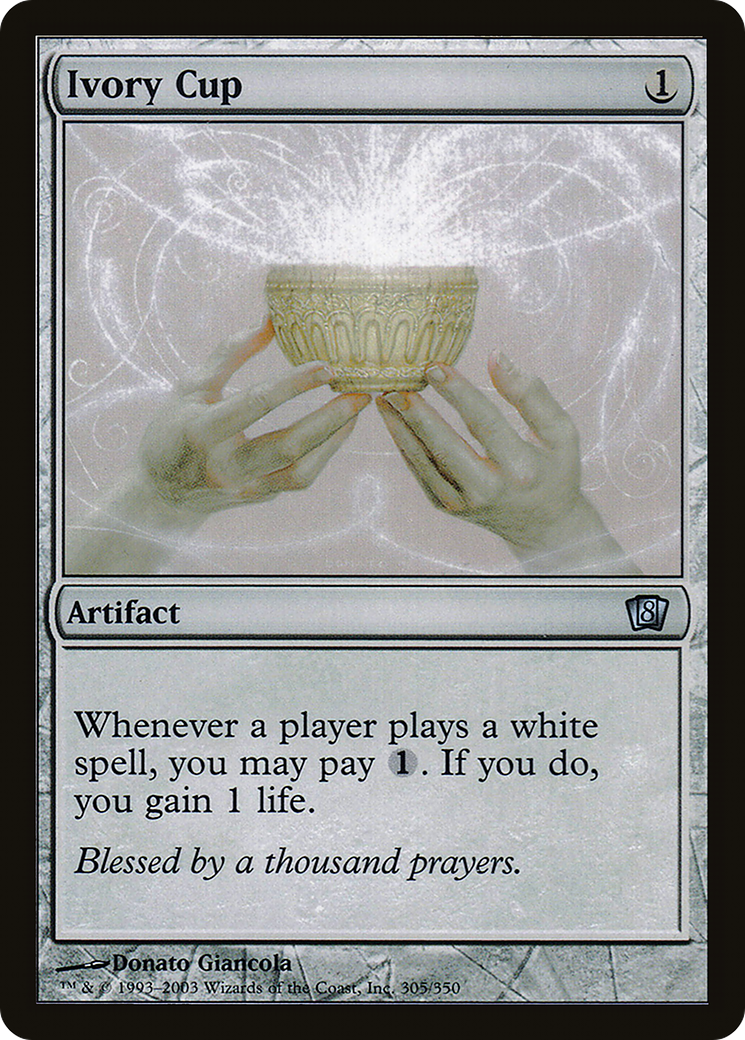 Ivory Cup 1
Artifact 8
Whenever a player plays a white
spell, you may pay 1. If you do,
you gain 1 life.
Blessed by a thousand prayers.
Donato Giancola
™ & © 1993–2003 Wizards of the Coast, Inc. 305/350